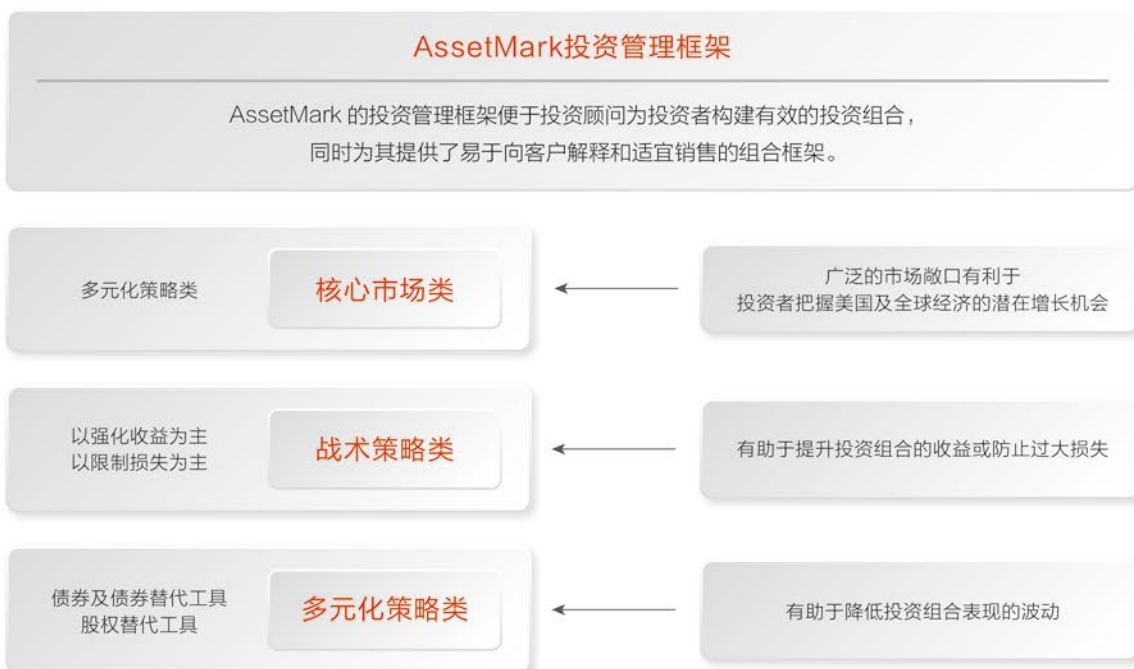 AssetMark投资管理框架
AssetMark 的投资管理框架便于投资顾问为投资者构建有效的投资组合，
同时为其提供了易于向客户解释和适宜销售的组合框架。
多元化策略类
核心市场类
广泛的市场敞口有利于
投资者把握美国及全球经济的潜在增长机会
以强化收益为主
以限制损失为主
战术策略类
有助于提升投资组合的收益或防止过大损失
债券及债券替代工具
股权替代工具
多元化策略类
有助于降低投资组合表现的波动